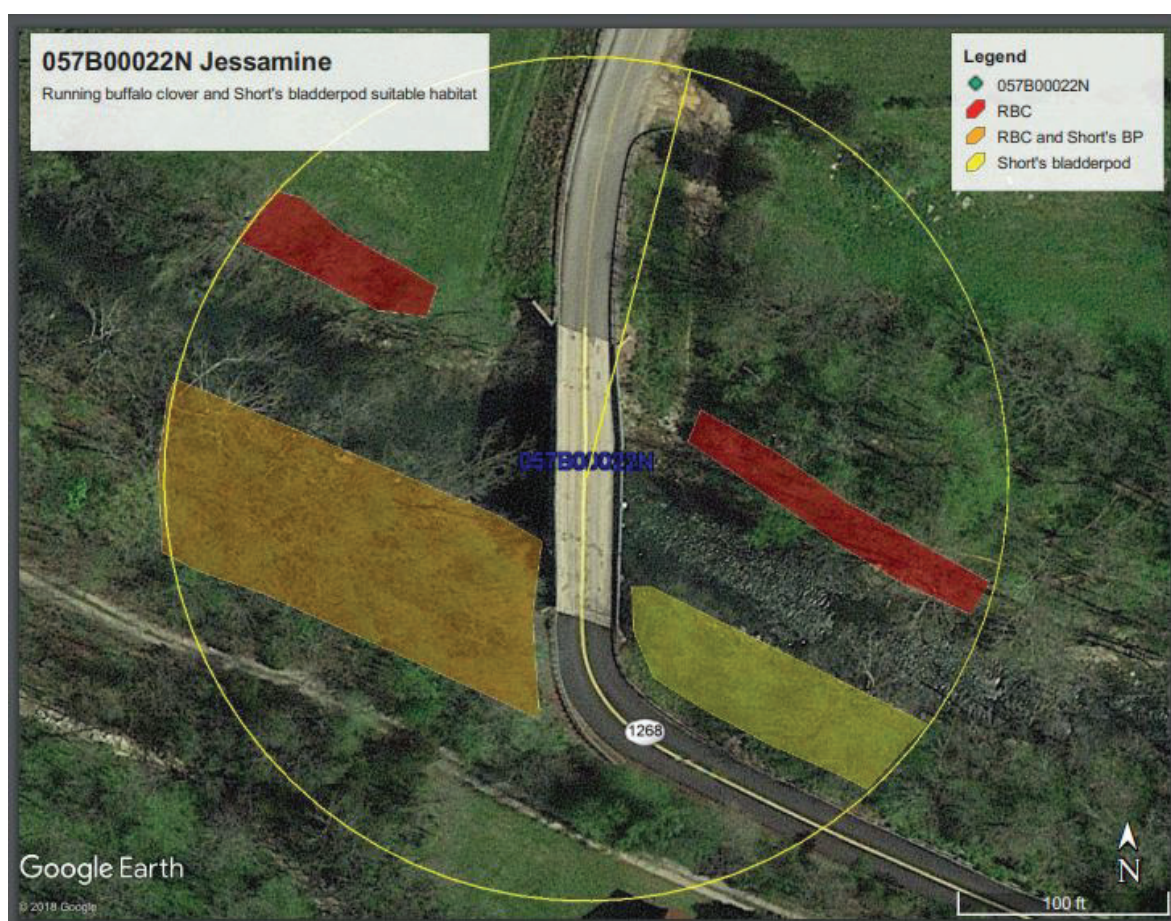 057B00022N Jessamine
Running buffalo clover and Short's bladderpod suitable habitat
Legend
057B00022N
RBC
RBC and Short's BP
Short's bladderpod
057B00022N
1268
N
Google Earth
© 2018 Google
100 ft